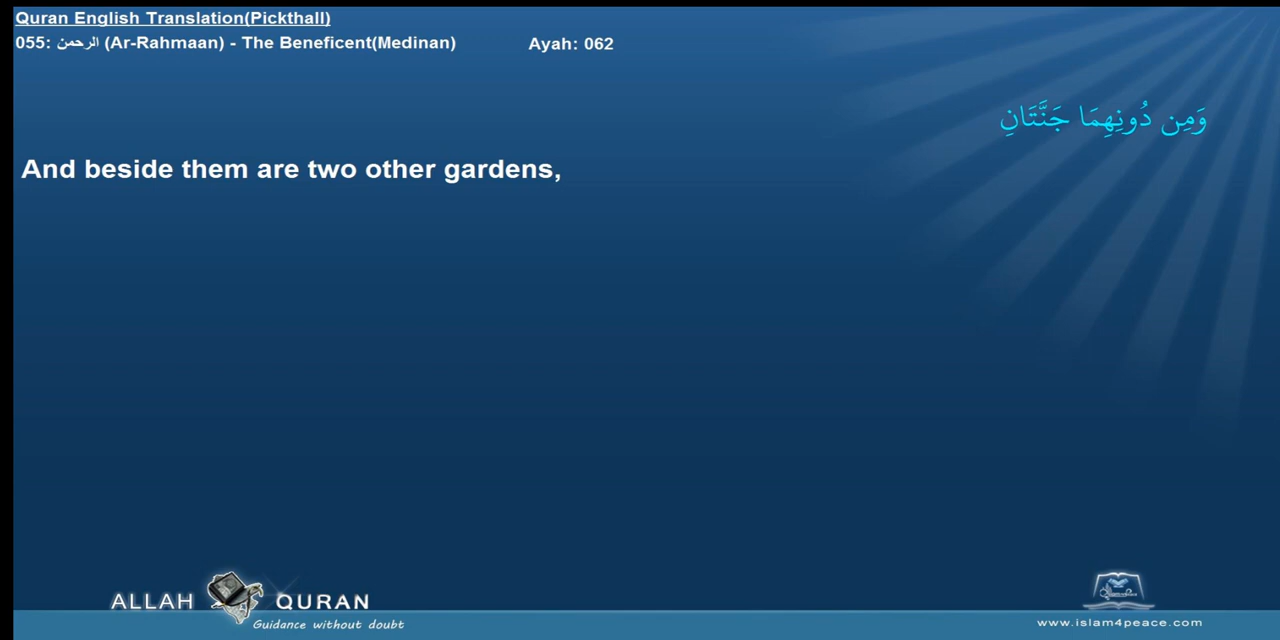 Quran English Translation(Pickthall)
055: الرحمن (Ar-Rahmaan) - The Beneficent(Medinan) Ayah: 062
وَمِن دُونِهِمَا جَنَّتَانِ
And beside them are two other gardens,
ALLAH QURAN
Guidance without doubt
www.islam4peace.com